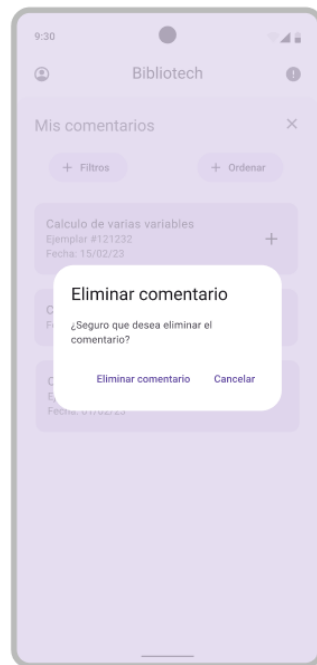 9:30
Bibliotech
Mis comentarios
+ Filtros
+ Ordenar
Calculo de varias variables
Ejemplar #121232
Fecha: 15/02/23
Eliminar comentario
¿Seguro que desea eliminar el
comentario?
Eliminar comentario
Cancelar